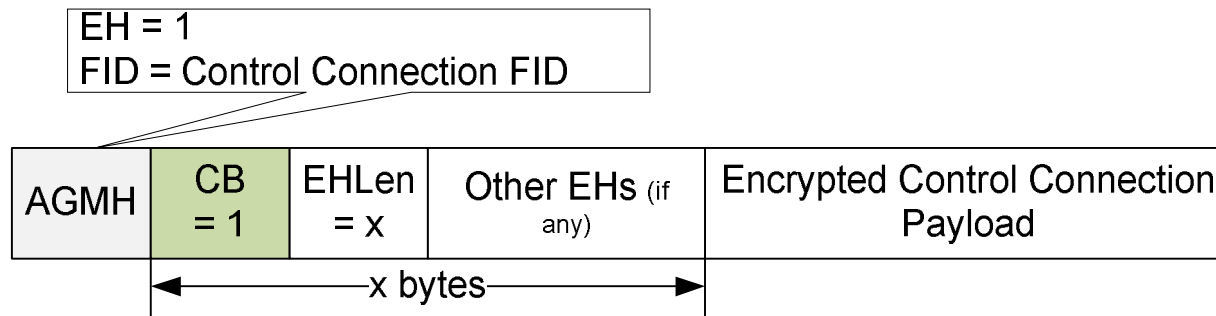 EH = 1
FID = Control Connection FID
AGMH
CB
= 1
EHLen
= x
Other EHs (if
any)
Encrypted Control Connection
Payload
x bytes